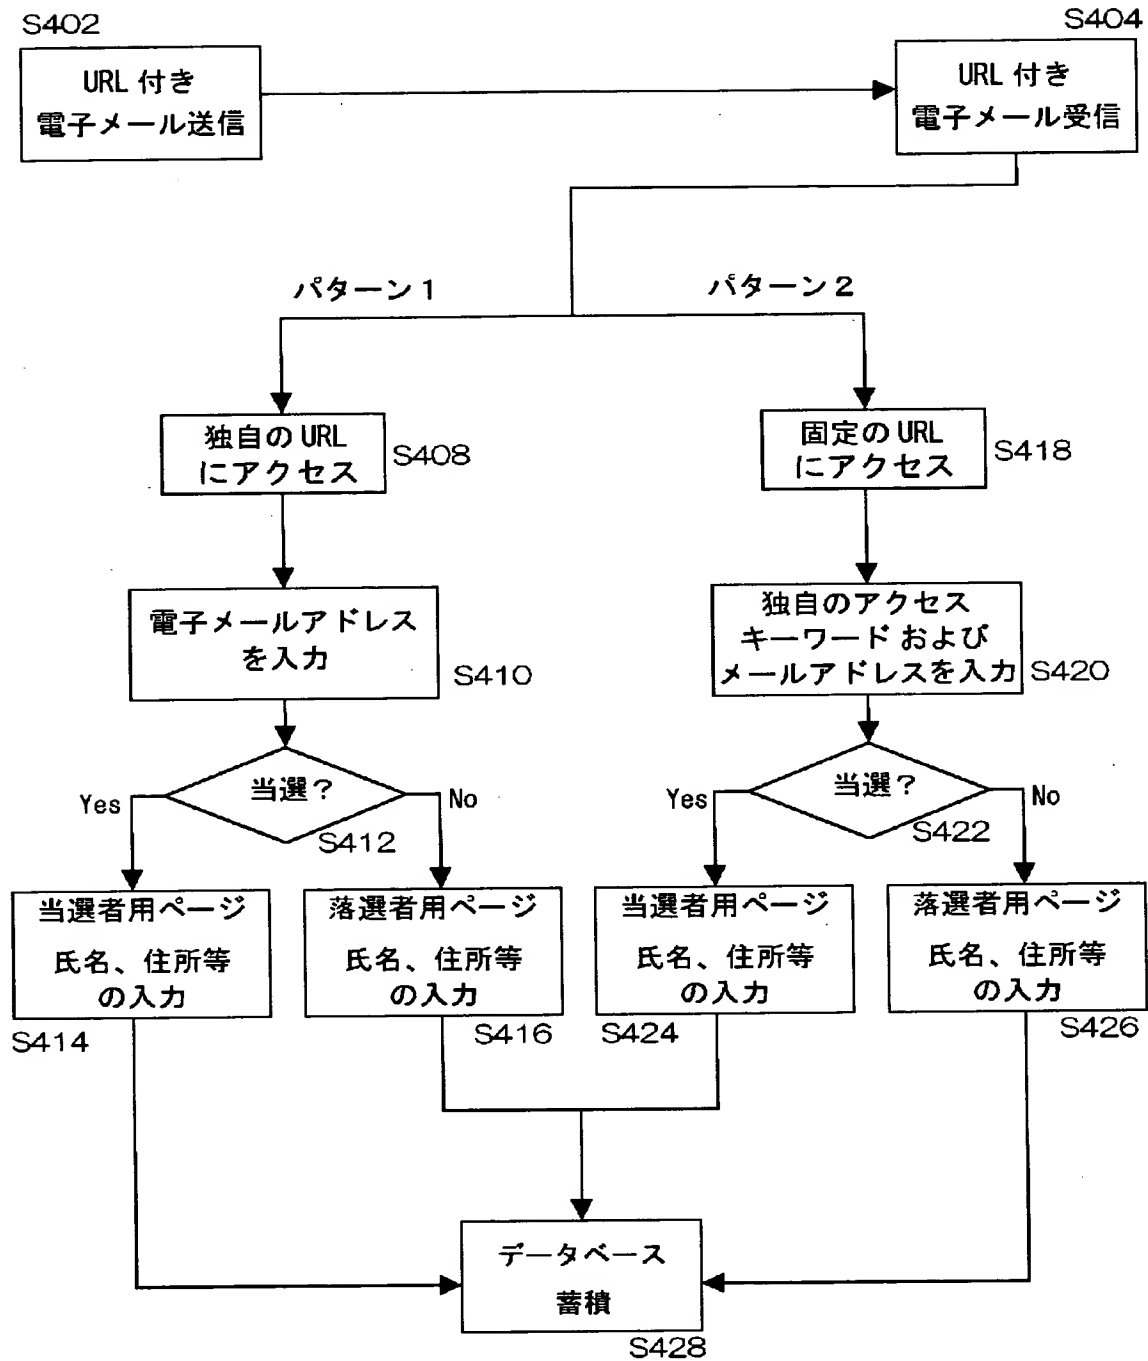 S402
URL 付き
電子メール送信
S404
URL 付き
電子メール受信
パターン１
パターン２
独自の URL
にアクセス
S408
固定の URL
にアクセス
S418
電子メールアドレス
を入力
S410
独自のアクセス
キーワードおよび
メールアドレスを入力
S420
当選？
Yes
No
S412
当選？
Yes
No
S422
当選者用ページ
氏名、住所等
の入力
S414
落選者用ページ
氏名、住所等
の入力
S416
当選者用ページ
氏名、住所等
の入力
S424
落選者用ページ
氏名、住所等
の入力
S426
データベース
蓄積
S428